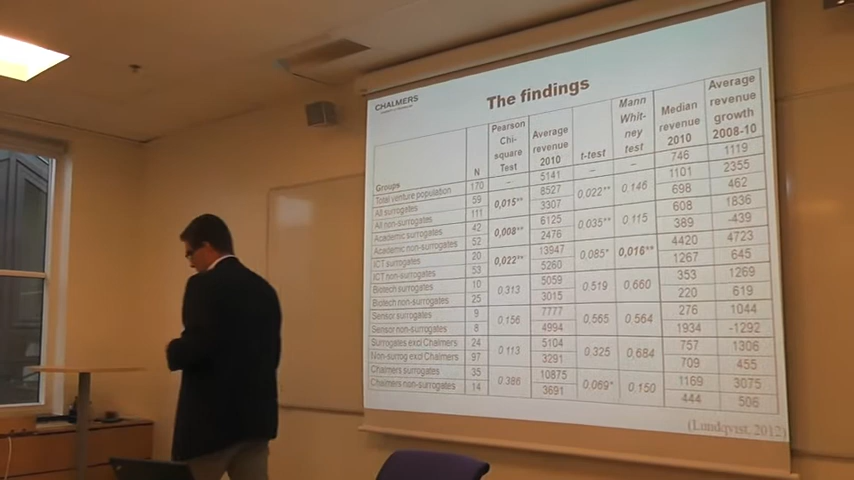 CHALMERS
The findings
Groups N Pearson Chi-square Test Average revenue 2010 t-test Mann Whit-ney test Median revenue 2010 Average revenue growth 2008-10
Total venture population 170 – 5141 – – 746 1119
All surrogates 59 0,015** 8527 0,022** 0,146 1101 2355
All non-surrogates 111 3307 698 462
Academic surrogates 42 0,008** 6125 0,035** 0,115 608 1836
Academic non-surrogates 52 2476 389 -439
ICT surrogates 20 0,022** 13947 0,085* 0,016** 4420 4723
ICT non-surrogates 53 5260 1267 645
Biotech surrogates 10 0,313 5059 0,519 0,660 353 1269
Biotech non-surrogates 25 3015 220 619
Sensor surrogates 9 0,156 7777 0,565 0,564 276 1044
Sensor non-surrogates 8 4994 1934 -1292
Surrogates excl Chalmers 24 0,113 5104 0,325 0,684 757 1306
Non-surrog excl Chalmers 97 3291 709 455
Chalmers surrogates 35 0,386 10875 0,069* 0,150 1169 3075
Chalmers non-surrogates 14 3691 444 506
(Lundqvist, 2012)